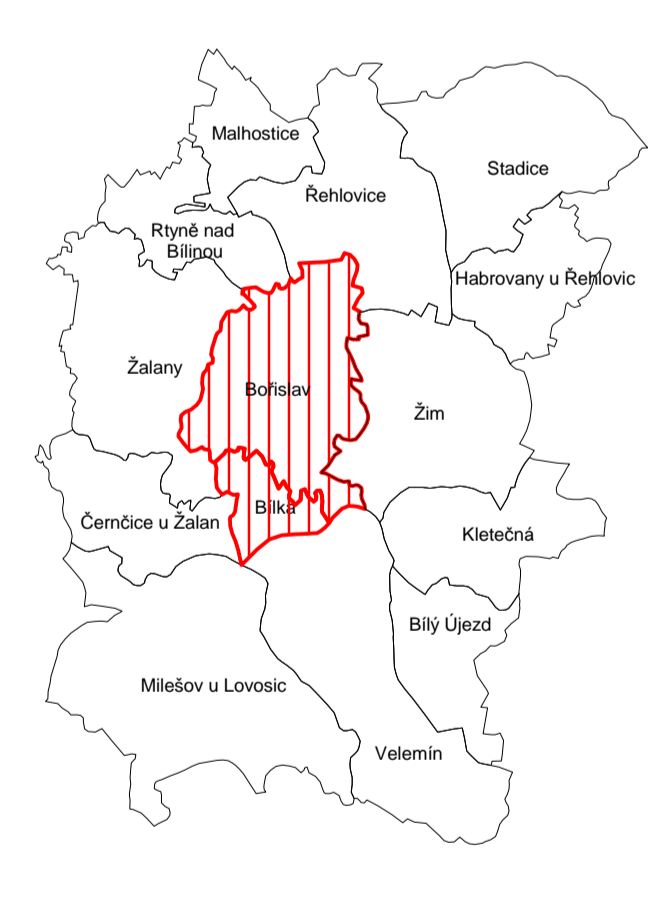 Malhostice
Stadice
Řehlovice
Rtyně nad
Bílinou
Habrovany u Řehlovic
Žalany
Bořislav
Žim
Bílka
Černčice u Žalan
Kletečná
Bílý Újezd
Milešov u Lovosic
Velemín